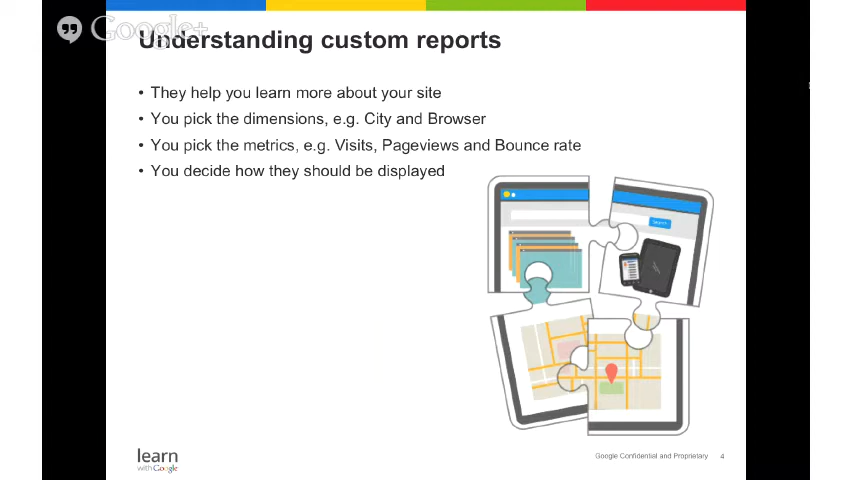 Google+
Understanding custom reports
• They help you learn more about your site
• You pick the dimensions, e.g. City and Browser
• You pick the metrics, e.g. Visits, Pageviews and Bounce rate
• You decide how they should be displayed
Search
learn
with Google
Google Confidential and Proprietary 4